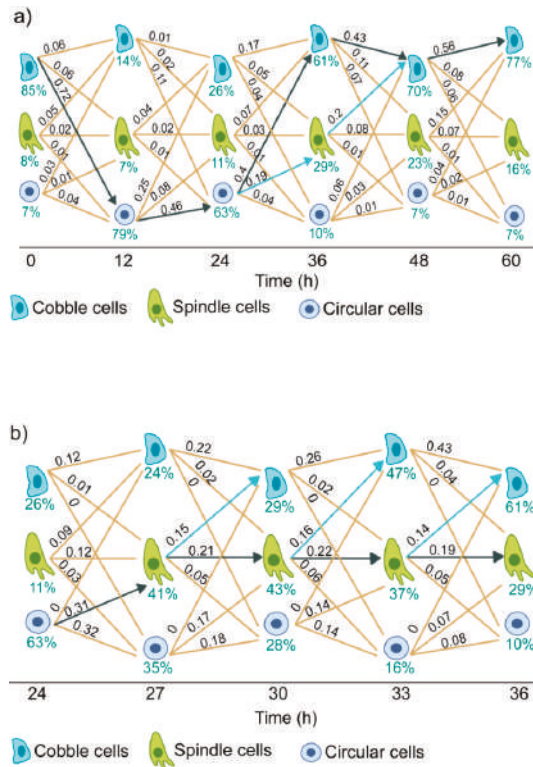 a)
0.06 0.01 0.17 0.43 0.56
14% 61% 77%
0.06 0.02 0.05 0.11 0.08
0.72 0.11 0.04 0.07 0.06
85% 26% 70%
0.05 0.04 0.07 0.2 0.15
0.02 0.02 0.03 0.08 0.07
0.01 0.01 0.01 0.01
8% 7% 11% 29% 23% 16%
0.03 0.25 0.4 0.06 0.04
0.01 0.08 0.19 0.03 0.02
0.04 0.46 0.04 0.01 0.01
7% 79% 63% 10% 7% 7%
0 12 24 36 48 60
Time (h)
Cobble cells Spindle cells Circular cells
b)
0.12 0.22 0.26 0.43
24% 47%
0.01 0.02 0.02 0.04
0 0 0 0
26% 29% 61%
0.09 0.15 0.16 0.14
0.12 0.21 0.22 0.19
0.03 0.05 0.06 0.05
11% 41% 43% 37% 29%
0 0 0 0
0.31 0.17 0.14 0.07
0.32 0.18 0.14 0.08
63% 35% 28% 16% 10%
24 27 30 33 36
Time (h)
Cobble cells Spindle cells Circular cells